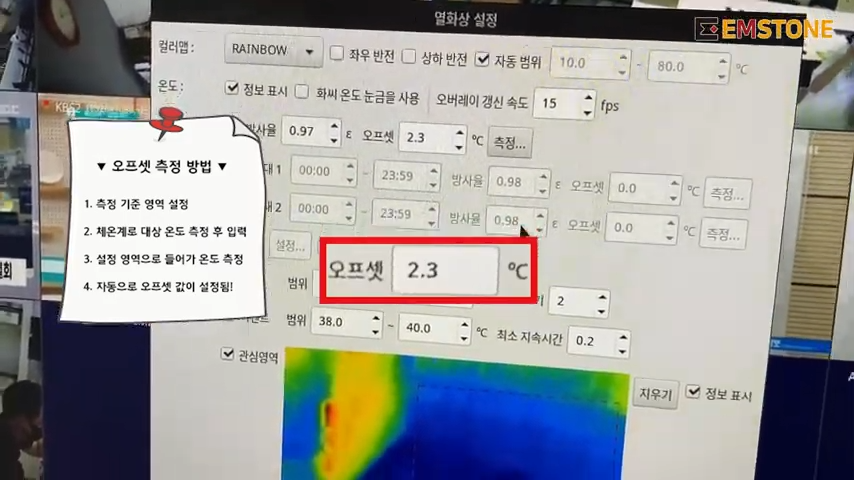 열화상 설정
EMSTONE
컬러맵: RAINBOW 좌우 반전 상하 반전 자동 범위 10.0 ~ 80.0 ℃
온도: 정보 표시 화씨 온도 눈금을 사용 오버레이 갱신 속도 15 fps
KBS2
방사율 0.97 ε 오프셋 2.3 ℃ 측정...
1 00:00 ~ 23:59 방사율 0.98 ε 오프셋 0.0 ℃ 측정...
2 00:00 ~ 23:59 방사율 0.98 ε 오프셋 0.0 ℃ 측정...
설정...
▼ 오프셋 측정 방법 ▼
1. 측정 기준 영역 설정
2. 체온계로 대상 온도 측정 후 입력
3. 설정 영역으로 들어가 온도 측정
4. 자동으로 오프셋 값이 설정됨!
오프셋 2.3 ℃
범위 2
범위 38.0 ~ 40.0 ℃ 최소 지속시간 0.2
관심영역 지우기 정보 표시